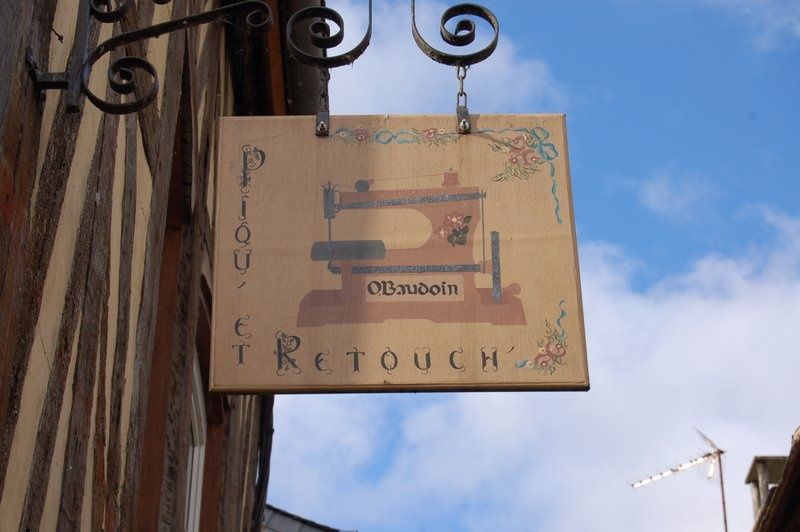 PIQU' ET
RETOUCH'
OBaudoin